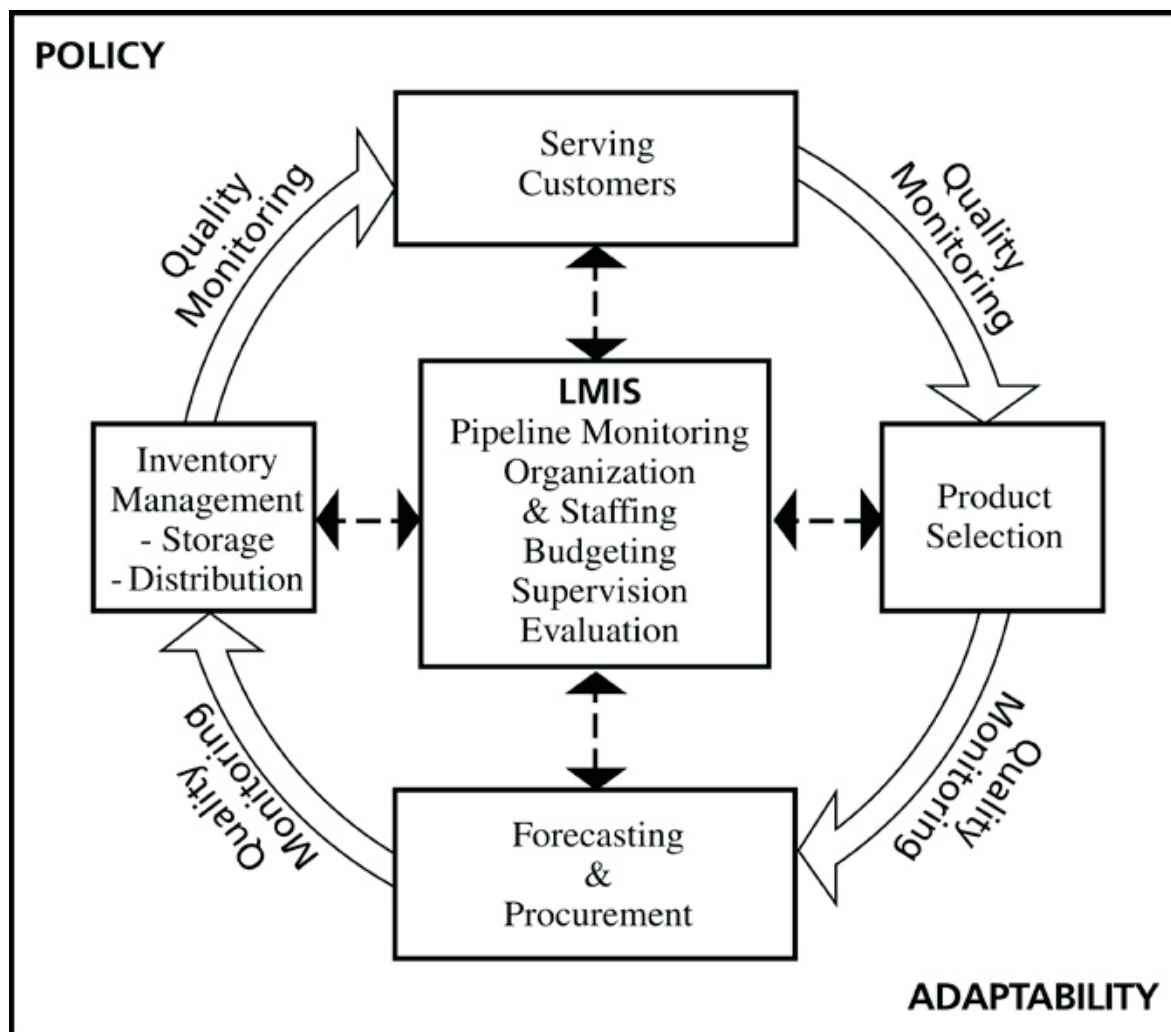 POLICY
Serving
Customers
Quality
Monitoring
Quality
Monitoring
LMIS
Pipeline Monitoring
Organization
& Staffing
Budgeting
Supervision
Evaluation
Inventory
Management
- Storage
- Distribution
Product
Selection
Quality
Monitoring
Quality
Monitoring
Forecasting
&
Procurement
ADAPTABILITY